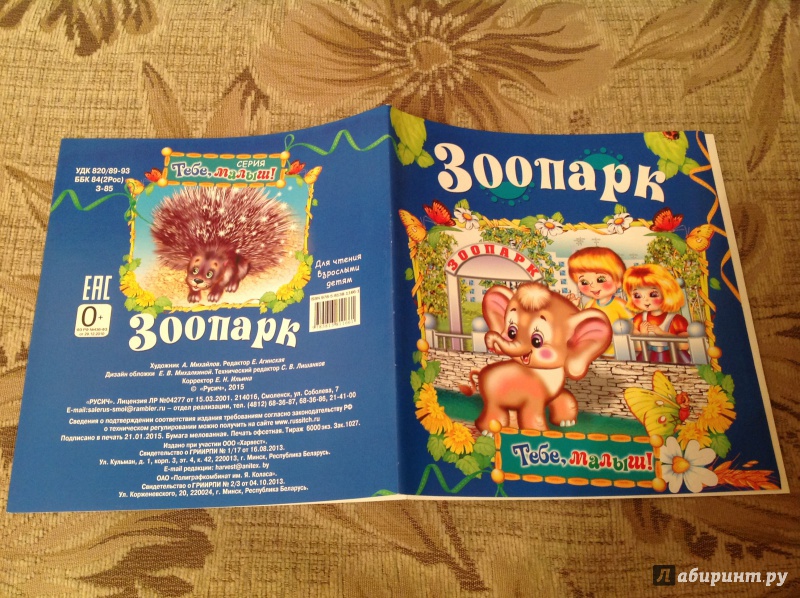 УДК 820/89-93
ББК 84(2Рос)
З-85
СЕРИЯ
Тебе, малыш!
Для чтения
взрослыми
детям
ЕАС
0+
Зоопарк
Художник А. Михайлов. Редактор Е. Агинская
Дизайн обложки Е. В. Михалиной. Технический редактор С. В. Лишанков
Корректор Е. Н. Ильина
© «Русич», 2015
«РУСИЧ». Лицензия ЛР №04277 от 15.03.2001. 214016, Смоленск, ул. Соболева, 7
E-mail:salerus-smol@rambler.ru — отдел реализации, тел. (4812) 68-36-87, 68-36-86, 21-41-00
Сведения о подтверждении соответствия издания требованиям согласно законодательству РФ
о техническом регулировании можно получить на сайте www.russitch.ru
Подписано в печать 21.01.2015. Бумага мелованная. Печать офсетная. Тираж 6000 экз. Зак.1027.
Издано при участии ООО «Харвест».
Свидетельство о ГРИИРПИ № 1/17 от 16.08.2013.
Ул. Кульман, д. 1, корп. 3, эт. 4, к. 42, 220013, г. Минск, Республика Беларусь.
E-mail редакции: harvest@anitex. by
ОАО «Полиграфкомбинат им. Я. Коласа».
Свидетельство о ГРИИРПИ № 2/3 от 04.10.2013.
Ул. Корженевского, 20, 220024, г. Минск, Республика Беларусь.
Зоопарк
ЗООПАРК
Тебе, малыш!
Лабиринт.ру